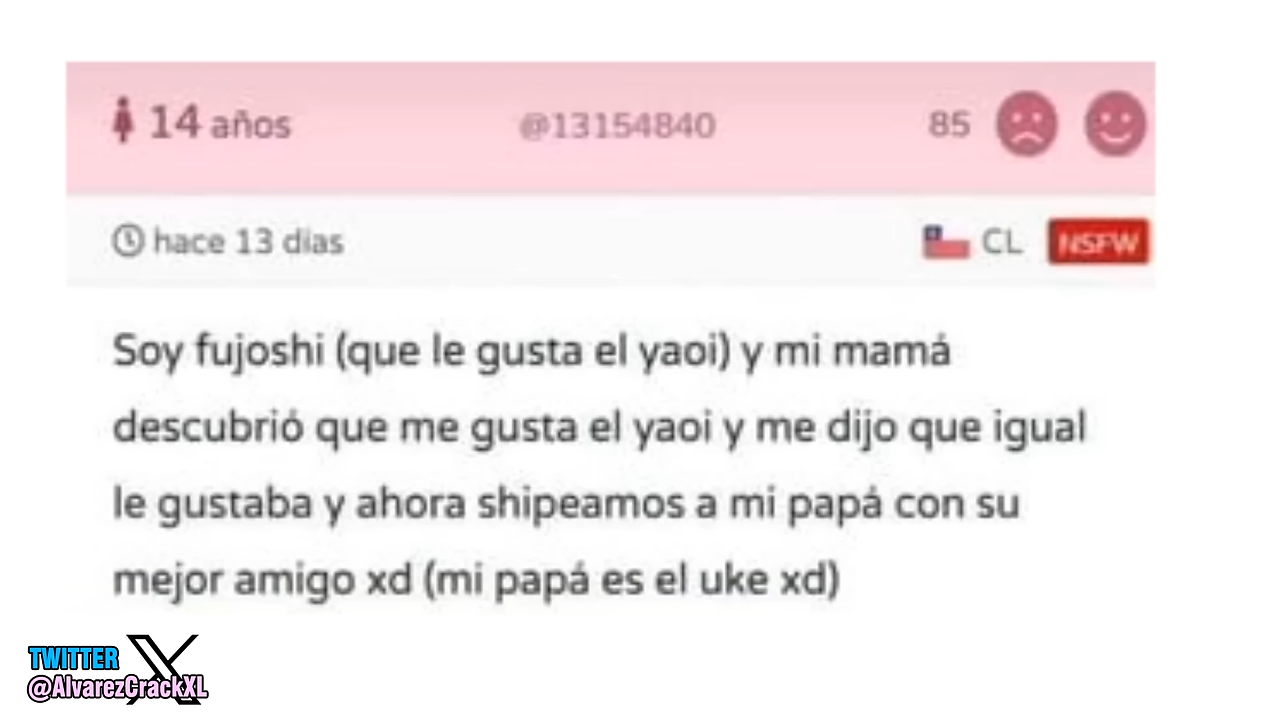 14 años @13154840 85
hace 13 días CL NSFW
Soy fujoshi (que le gusta el yaoi) y mi mamá
descubrió que me gusta el yaoi y me dijo que igual
le gustaba y ahora shipeamos a mi papá con su
mejor amigo xd (mi papá es el uke xd)
TWITTER X
@AlvarezCrackXL